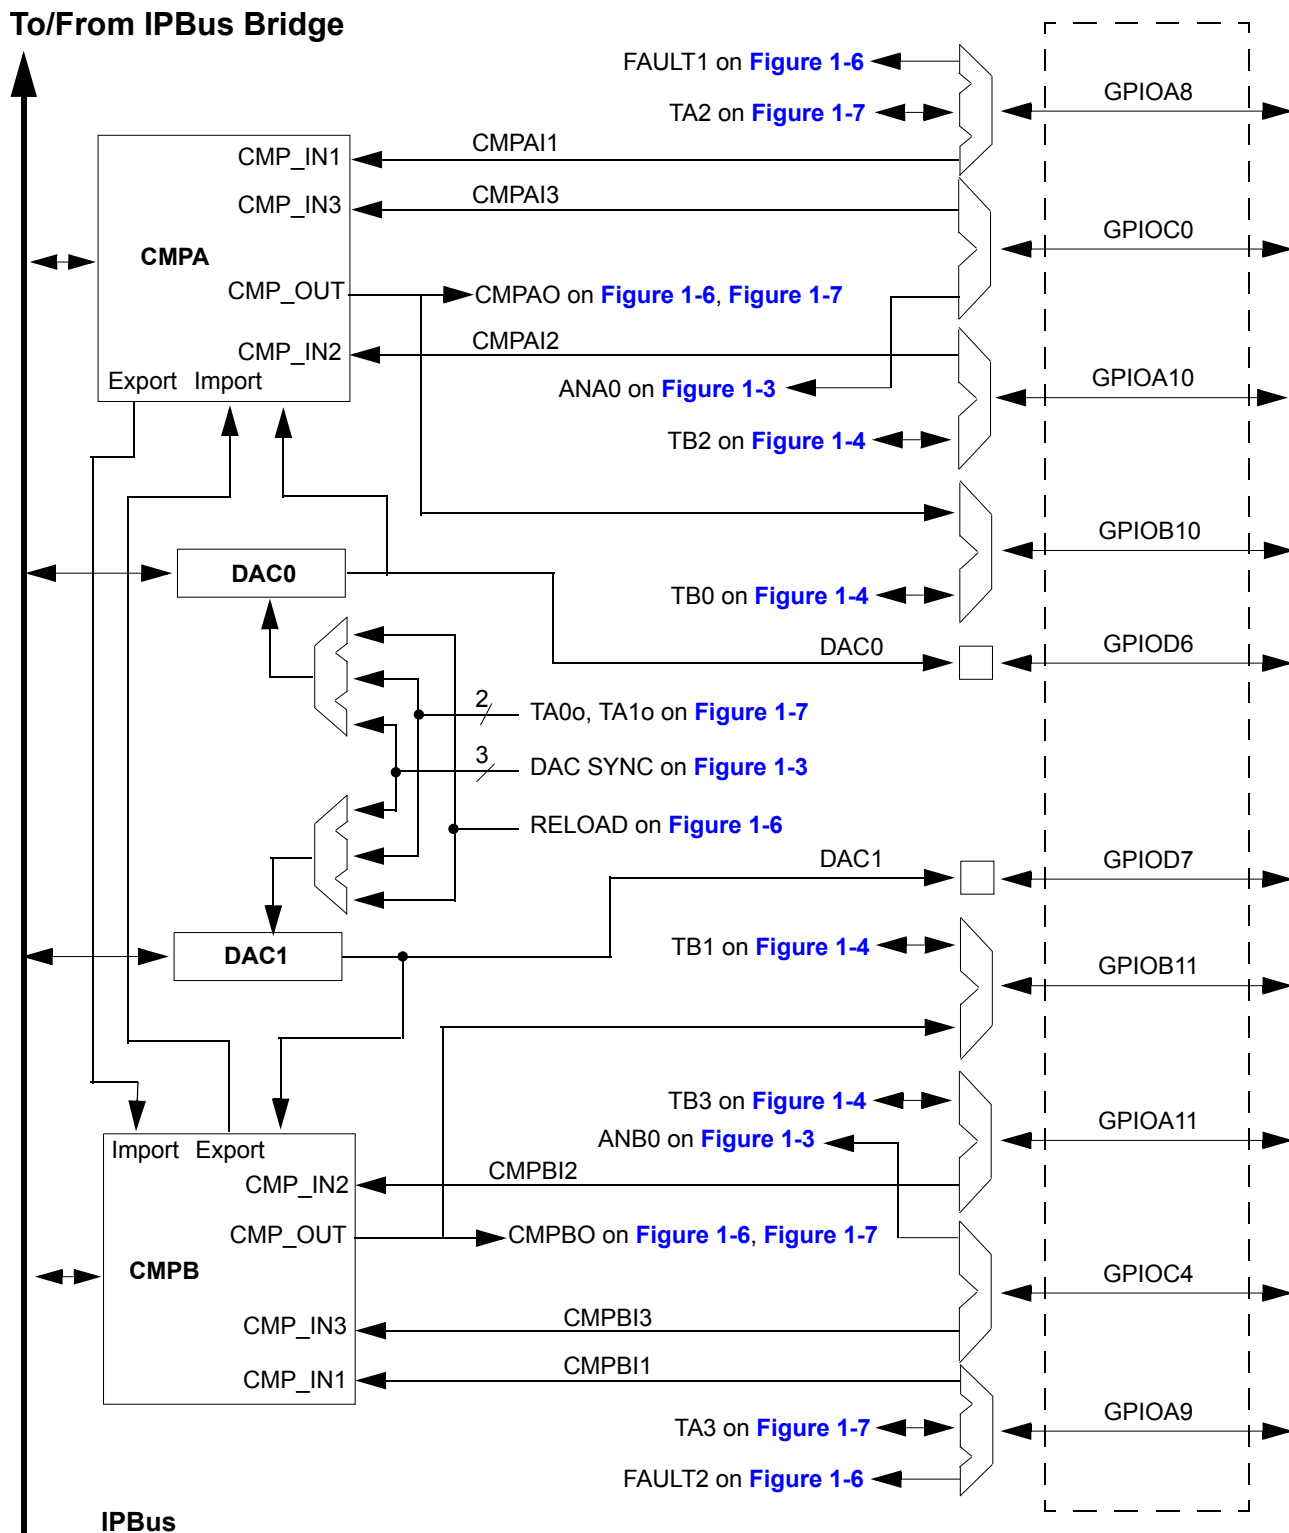 To/From IPBus Bridge
FAULT1 on Figure 1-6
GPIOA8
TA2 on Figure 1-7
CMPAI1
CMP_IN1
CMPAI3
CMP_IN3
GPIOC0
CMPA
CMP_OUT
CMPAO on Figure 1-6, Figure 1-7
CMPAI2
CMP_IN2
Export Import
ANA0 on Figure 1-3
GPIOA10
TB2 on Figure 1-4
GPIOB10
DAC0
TB0 on Figure 1-4
DAC0
GPIOD6
2
TA0o, TA1o on Figure 1-7
3
DAC SYNC on Figure 1-3
RELOAD on Figure 1-6
DAC1
GPIOD7
TB1 on Figure 1-4
DAC1
GPIOB11
TB3 on Figure 1-4
GPIOA11
ANB0 on Figure 1-3
Import Export
CMPBI2
CMP_IN2
CMP_OUT
CMPBO on Figure 1-6, Figure 1-7
CMPB
GPIOC4
CMPBI3
CMP_IN3
CMPBI1
CMP_IN1
GPIOA9
TA3 on Figure 1-7
FAULT2 on Figure 1-6
IPBus